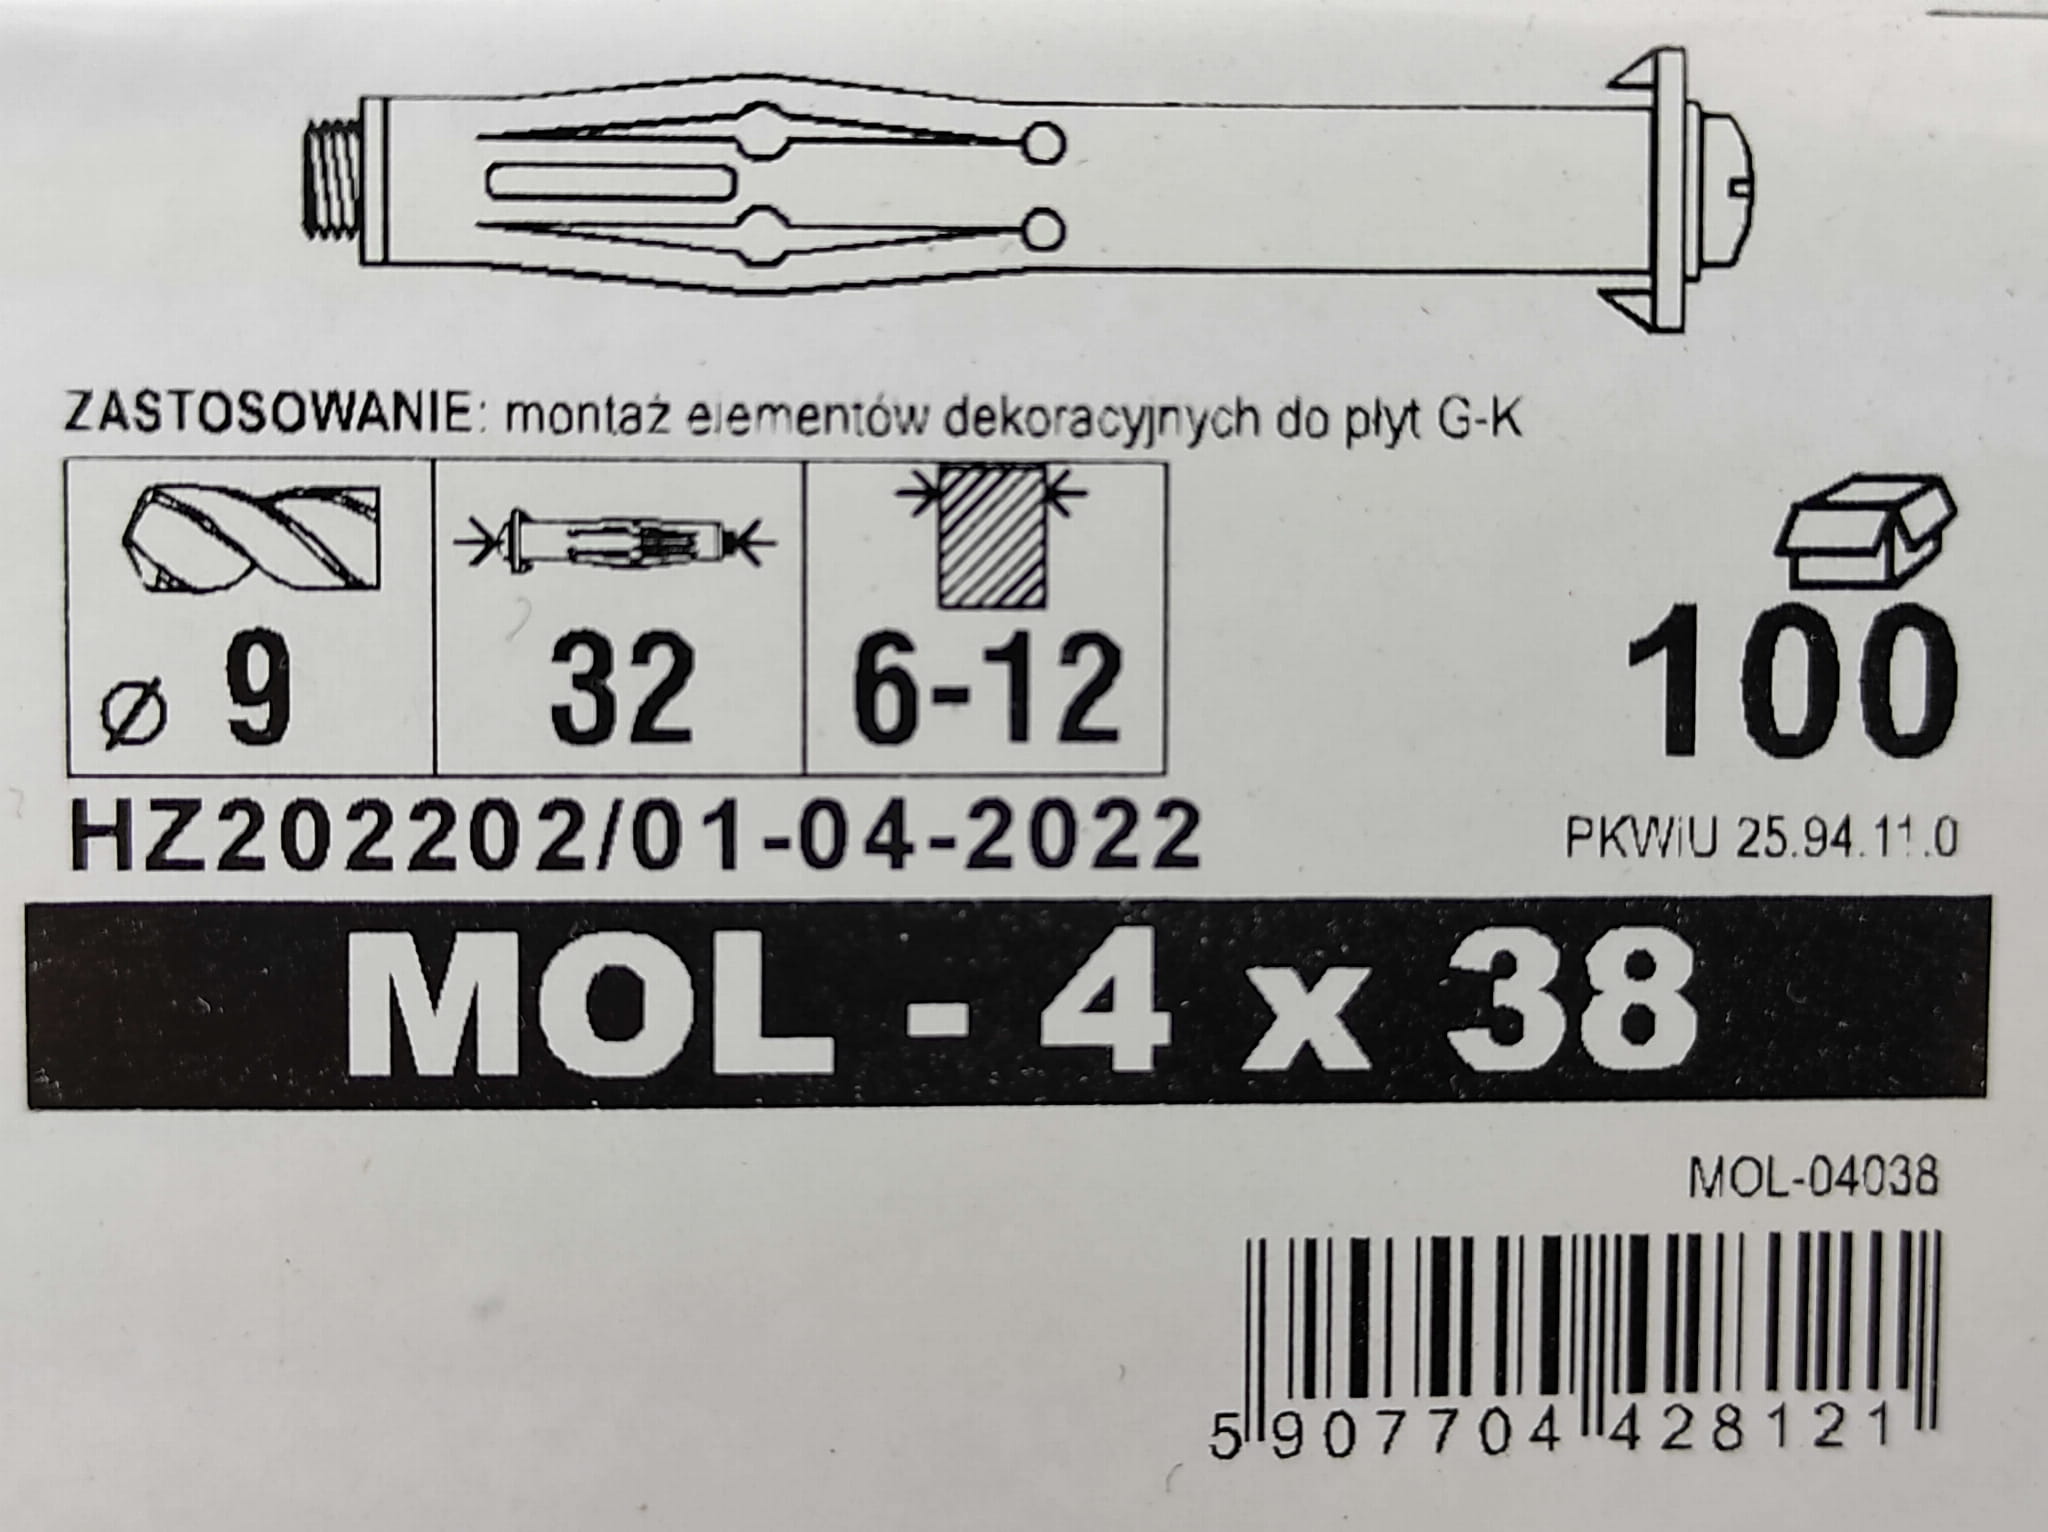 ZASTOSOWANIE: montaż elementów dekoracyjnych do płyt G-K
Ø 9 32 6-12
100
HZ202202/01-04-2022
PKWiU 25.94.11.0
MOL - 4 x 38
MOL-04038
5 907704 428121